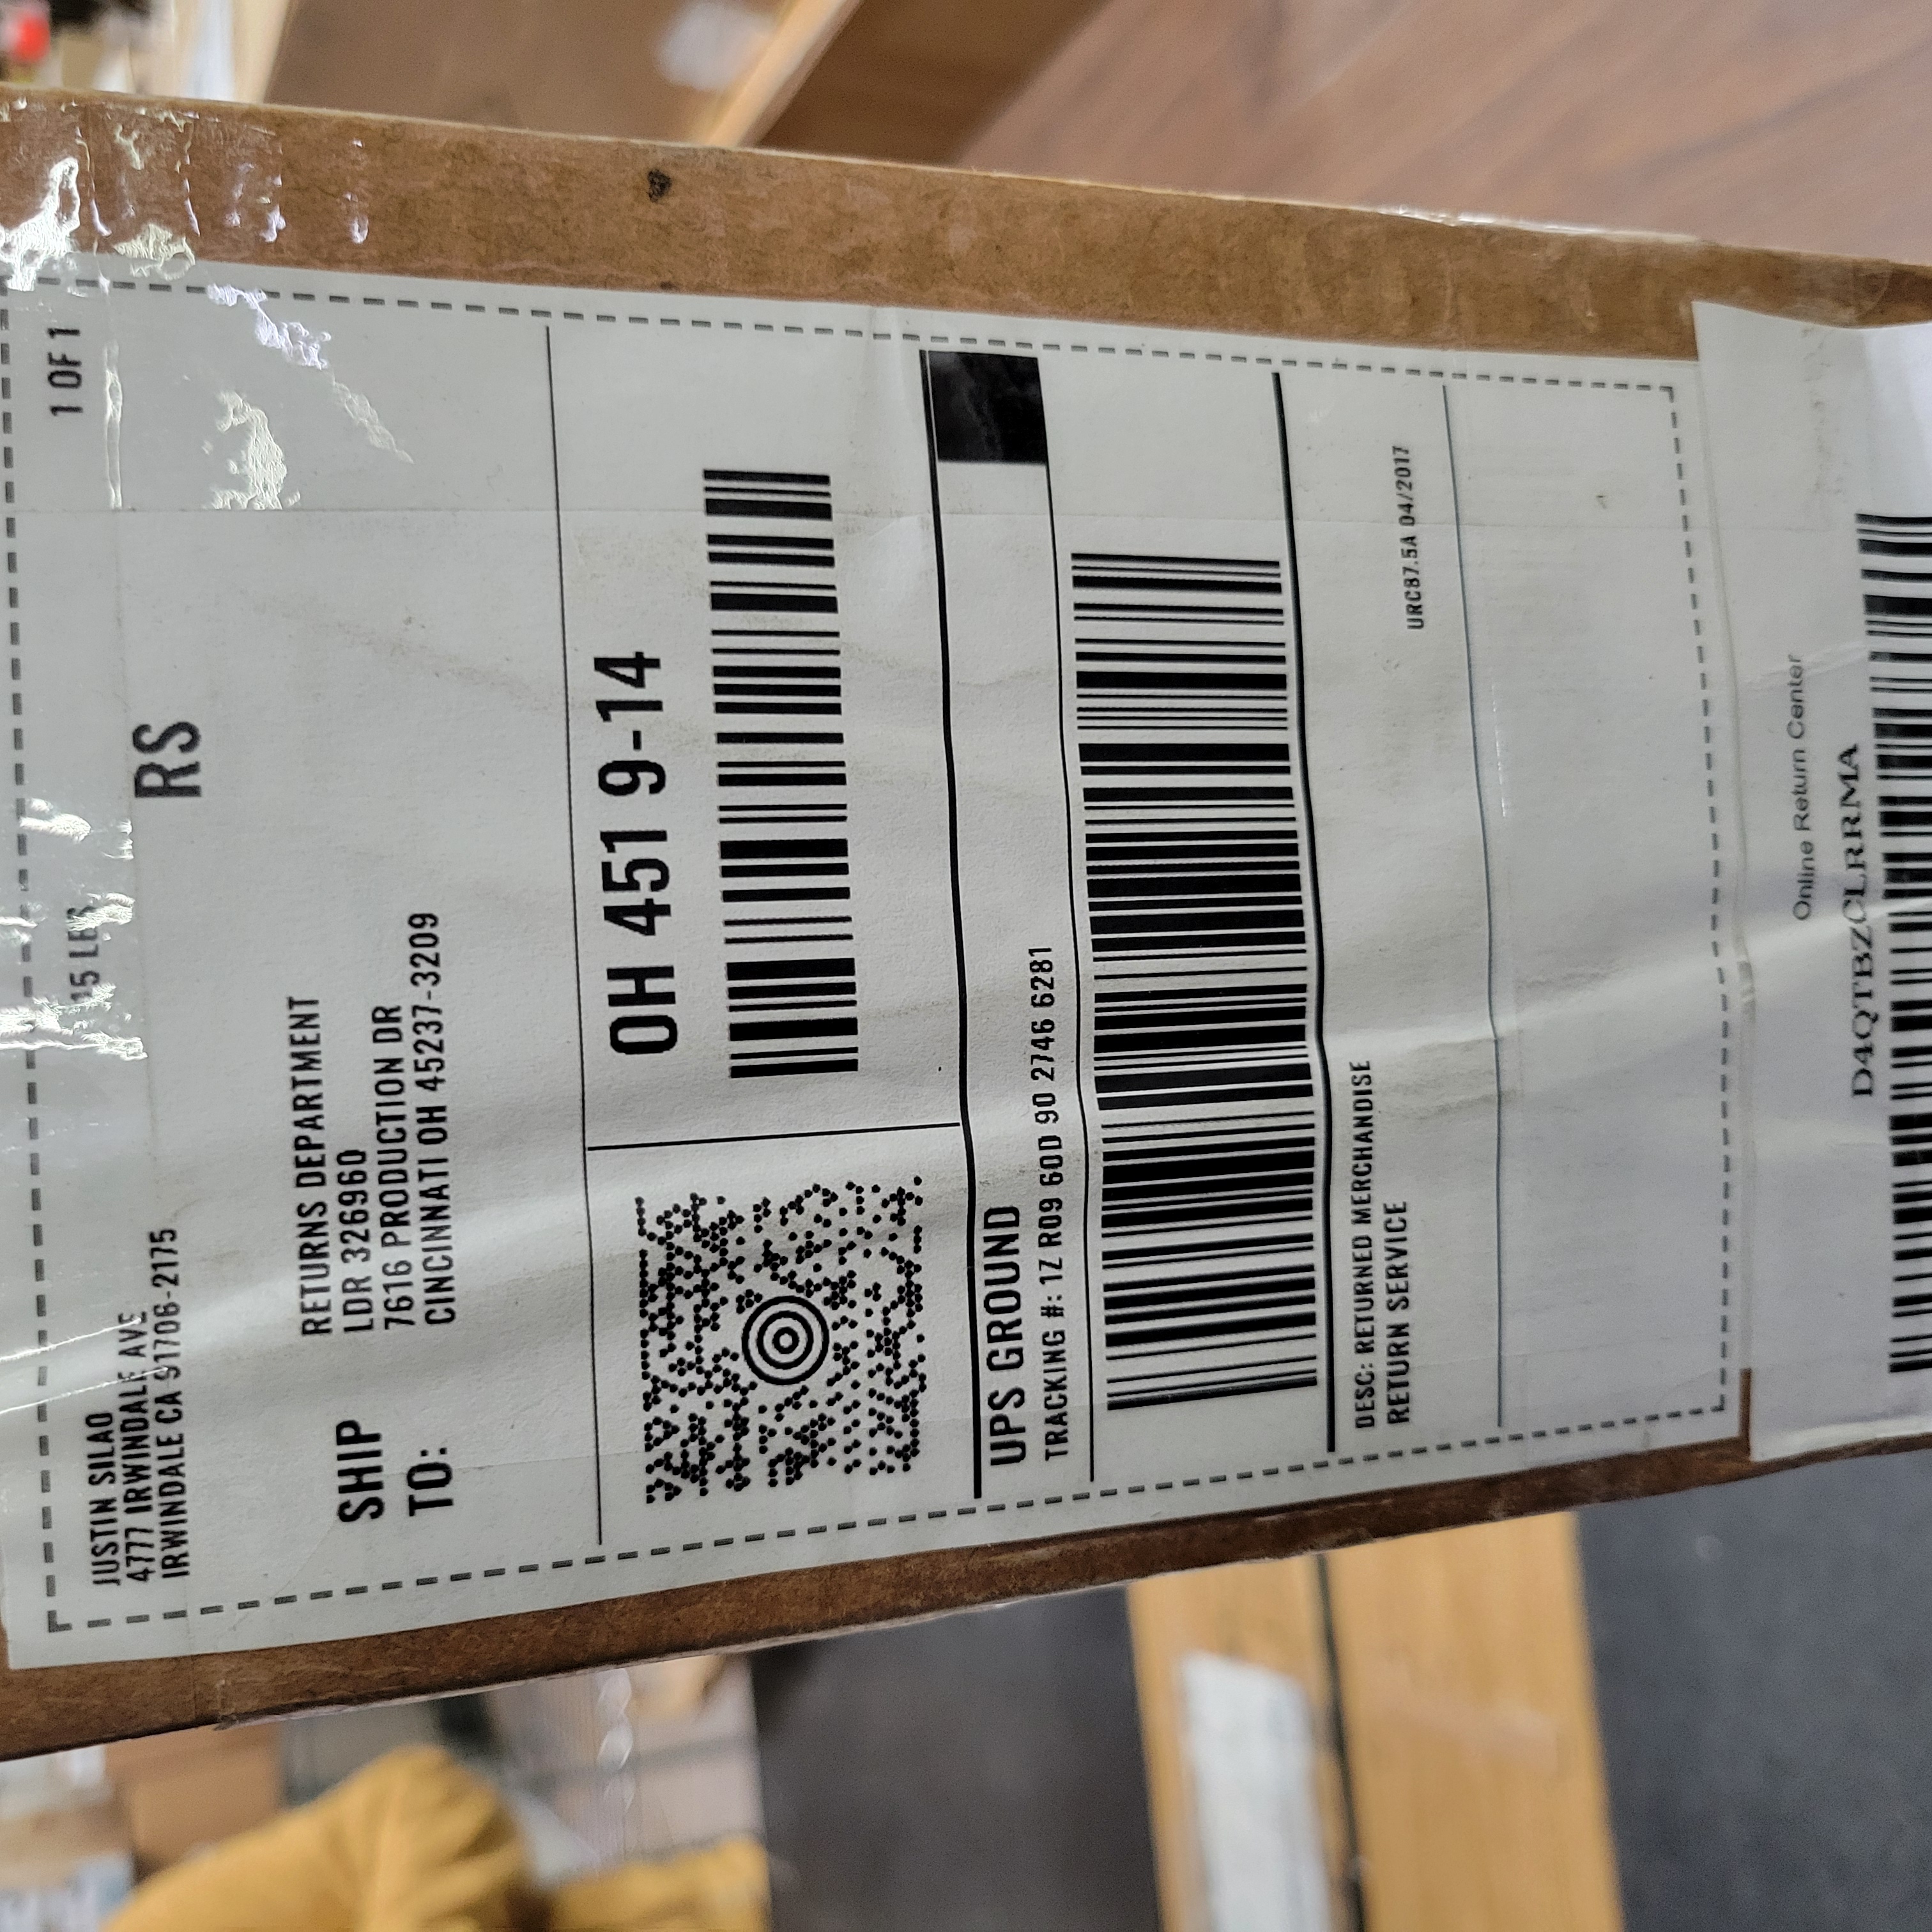 JUSTIN SILAO
4777 IRWINDALE AVE
IRWINDALE CA 91706-2175
15 LBS
1 OF 1
RS
SHIP
TO:
RETURNS DEPARTMENT
LDR 326960
7616 PRODUCTION DR
CINCINNATI OH 45237-3209
OH 451 9-14
UPS GROUND
TRACKING #: 1Z R09 60D 90 2746 6281
DESC: RETURNED MERCHANDISE
RETURN SERVICE
URC87.5A 04/2017
Online Return Center
D4QTBZCLRRMA